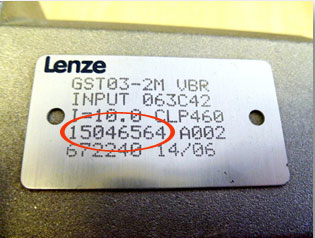 Lenze
GST03-2M VBR
INPUT 063C42
I=10.0 CLP460
15046564 A002
672240 14/06